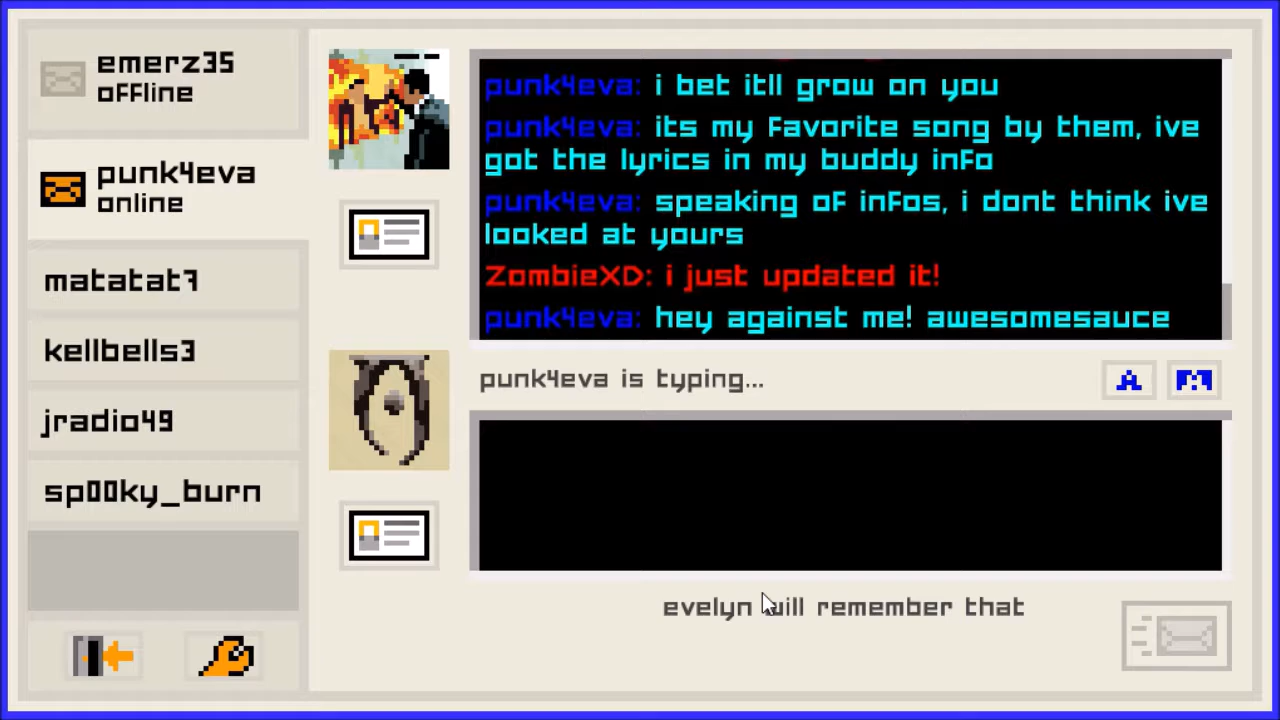 emerz35
offline
punk4eva
online
matatat7
kellbells3
jradio49
sp00ky_burn
punk4eva: i bet itll grow on you
punk4eva: its my favorite song by them, ive
got the lyrics in my buddy info
punk4eva: speaking of infos, i dont think ive
looked at yours
ZombieXD: i just updated it!
punk4eva: hey against me! awesomesauce
punk4eva is typing...
A
evelyn will remember that